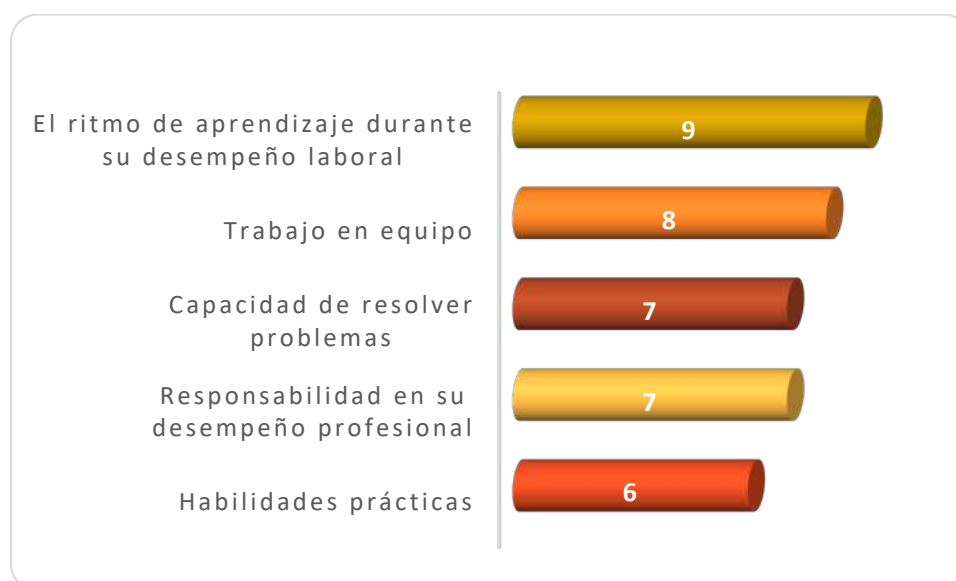 El ritmo de aprendizaje durante
su desempeño laboral
9
Trabajo en equipo
8
Capacidad de resolver
problemas
7
Responsabilidad en su
desempeño profesional
7
Habilidades prácticas
6